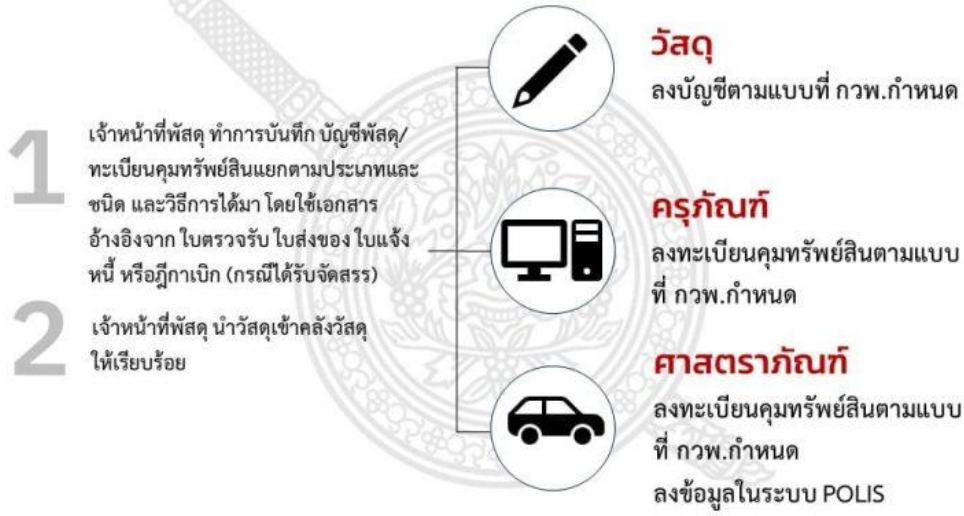 1
เจ้าหน้าที่พัสดุ ทำการบันทึก บัญชีพัสดุ/
ทะเบียนคุมทรัพย์สินแยกตามประเภทและ
ชนิด และวิธีการได้มา โดยใช้เอกสาร
อ้างอิงจาก ใบตรวจรับ ใบส่งของ ใบแจ้ง
หนี้ หรือฎีกาเบิก (กรณีได้รับจัดสรร)
2
เจ้าหน้าที่พัสดุ นำวัสดุเข้าคลังวัสดุ
ให้เรียบร้อย
วัสดุ
ลงบัญชีตามแบบที่ กวพ.กำหนด
ครุภัณฑ์
ลงทะเบียนคุมทรัพย์สินตามแบบ
ที่ กวพ.กำหนด
ศาสตราภัณฑ์
ลงทะเบียนคุมทรัพย์สินตามแบบ
ที่ กวพ.กำหนด
ลงข้อมูลในระบบ POLIS